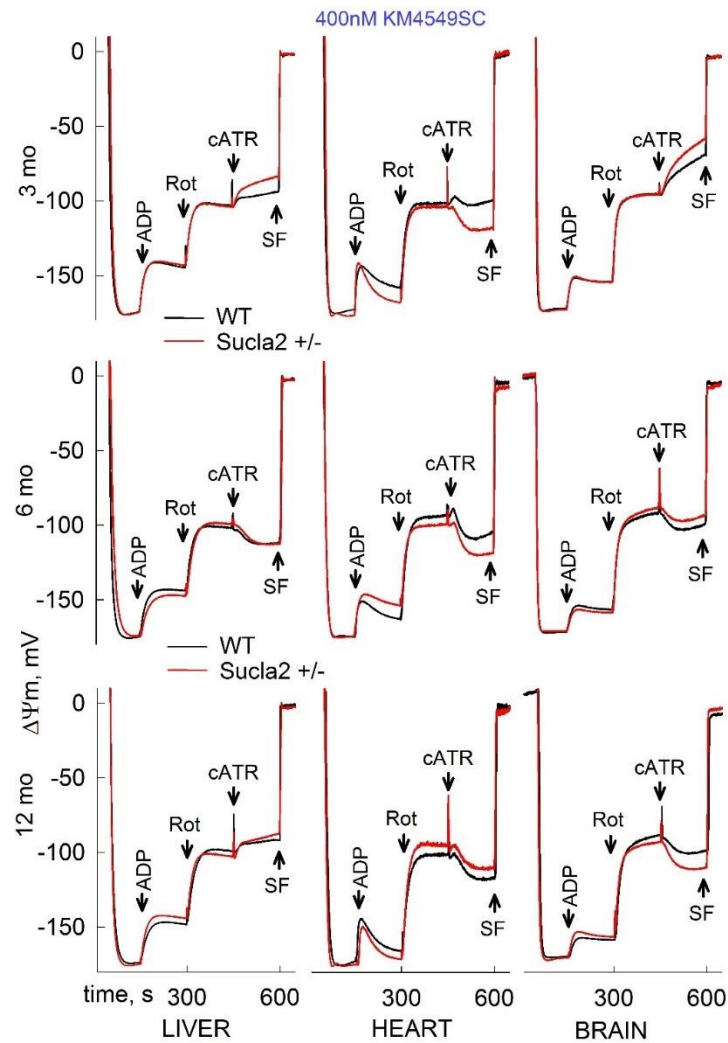 400nM KM4549SC
0
-50
-100
-150
3 mo
ADP
Rot
cATR
SF
ADP
Rot
cATR
SF
ADP
Rot
cATR
SF
WT
Sucla2 +/-
0
-50
-100
-150
6 mo
ADP
Rot
cATR
SF
ADP
Rot
cATR
SF
ADP
Rot
cATR
SF
WT
Sucla2 +/-
ΔΨm, mV
0
-50
-100
-150
12 mo
ADP
Rot
cATR
SF
ADP
Rot
cATR
SF
ADP
Rot
cATR
SF
time, s 300 600 300 600 300 600
LIVER HEART BRAIN